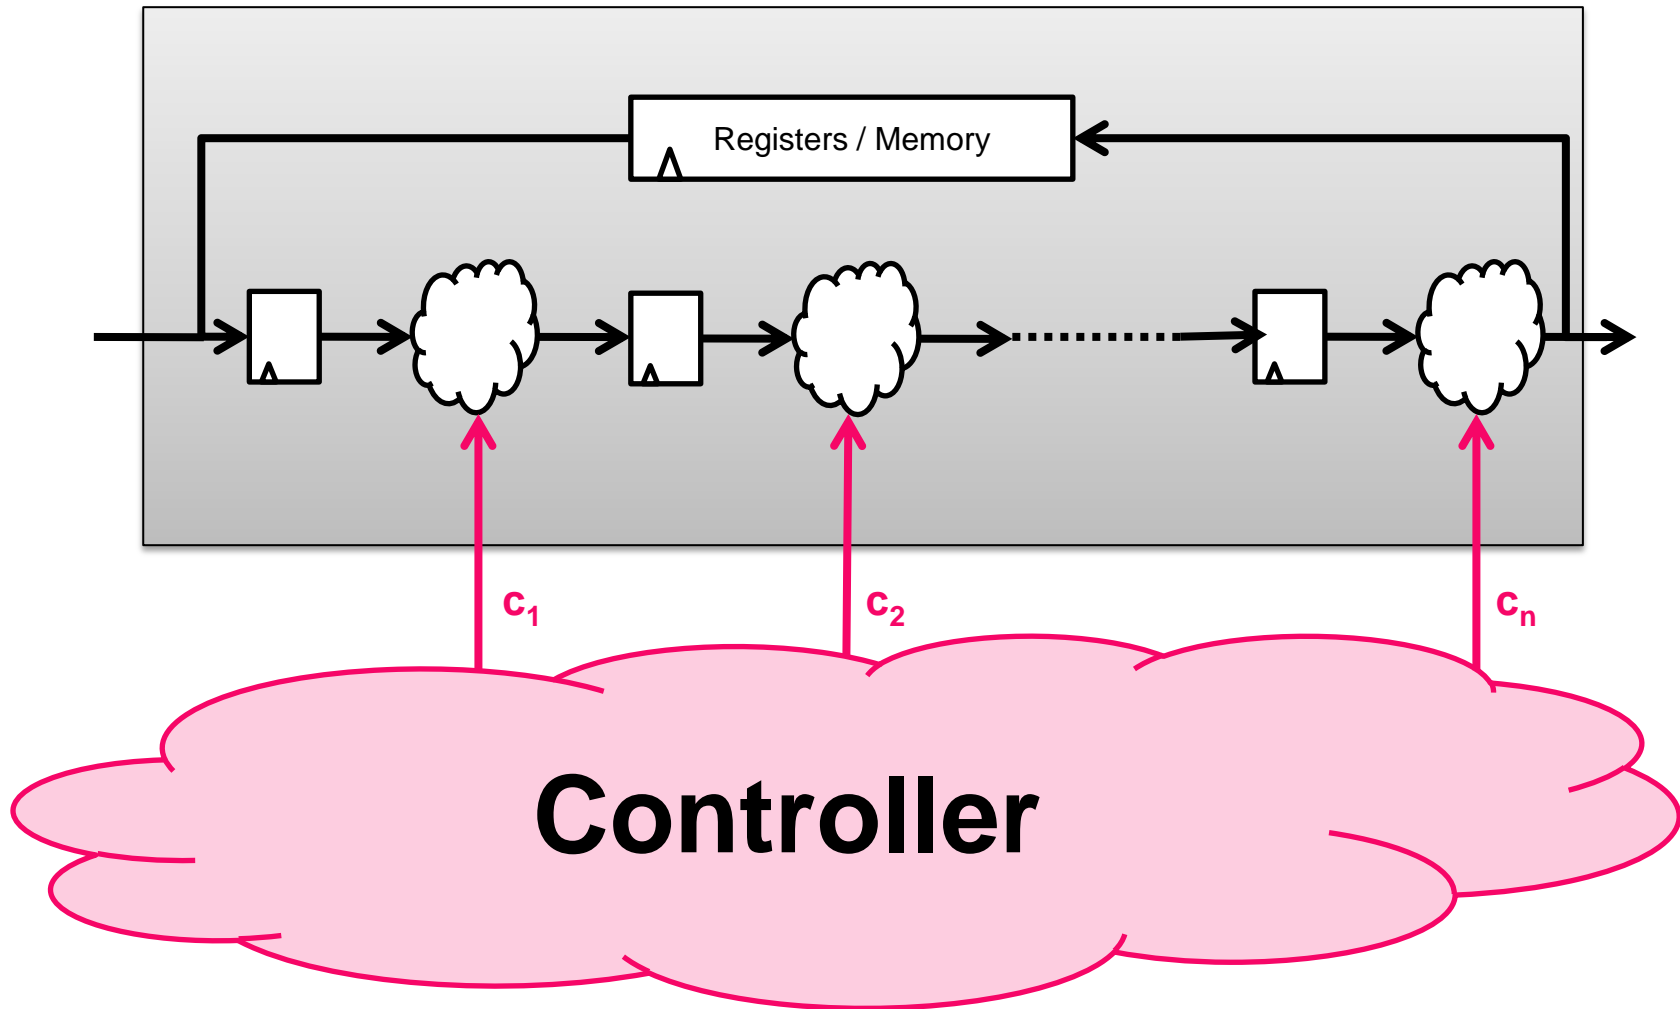 Registers / Memory
c₁ c₂ cₙ
Controller